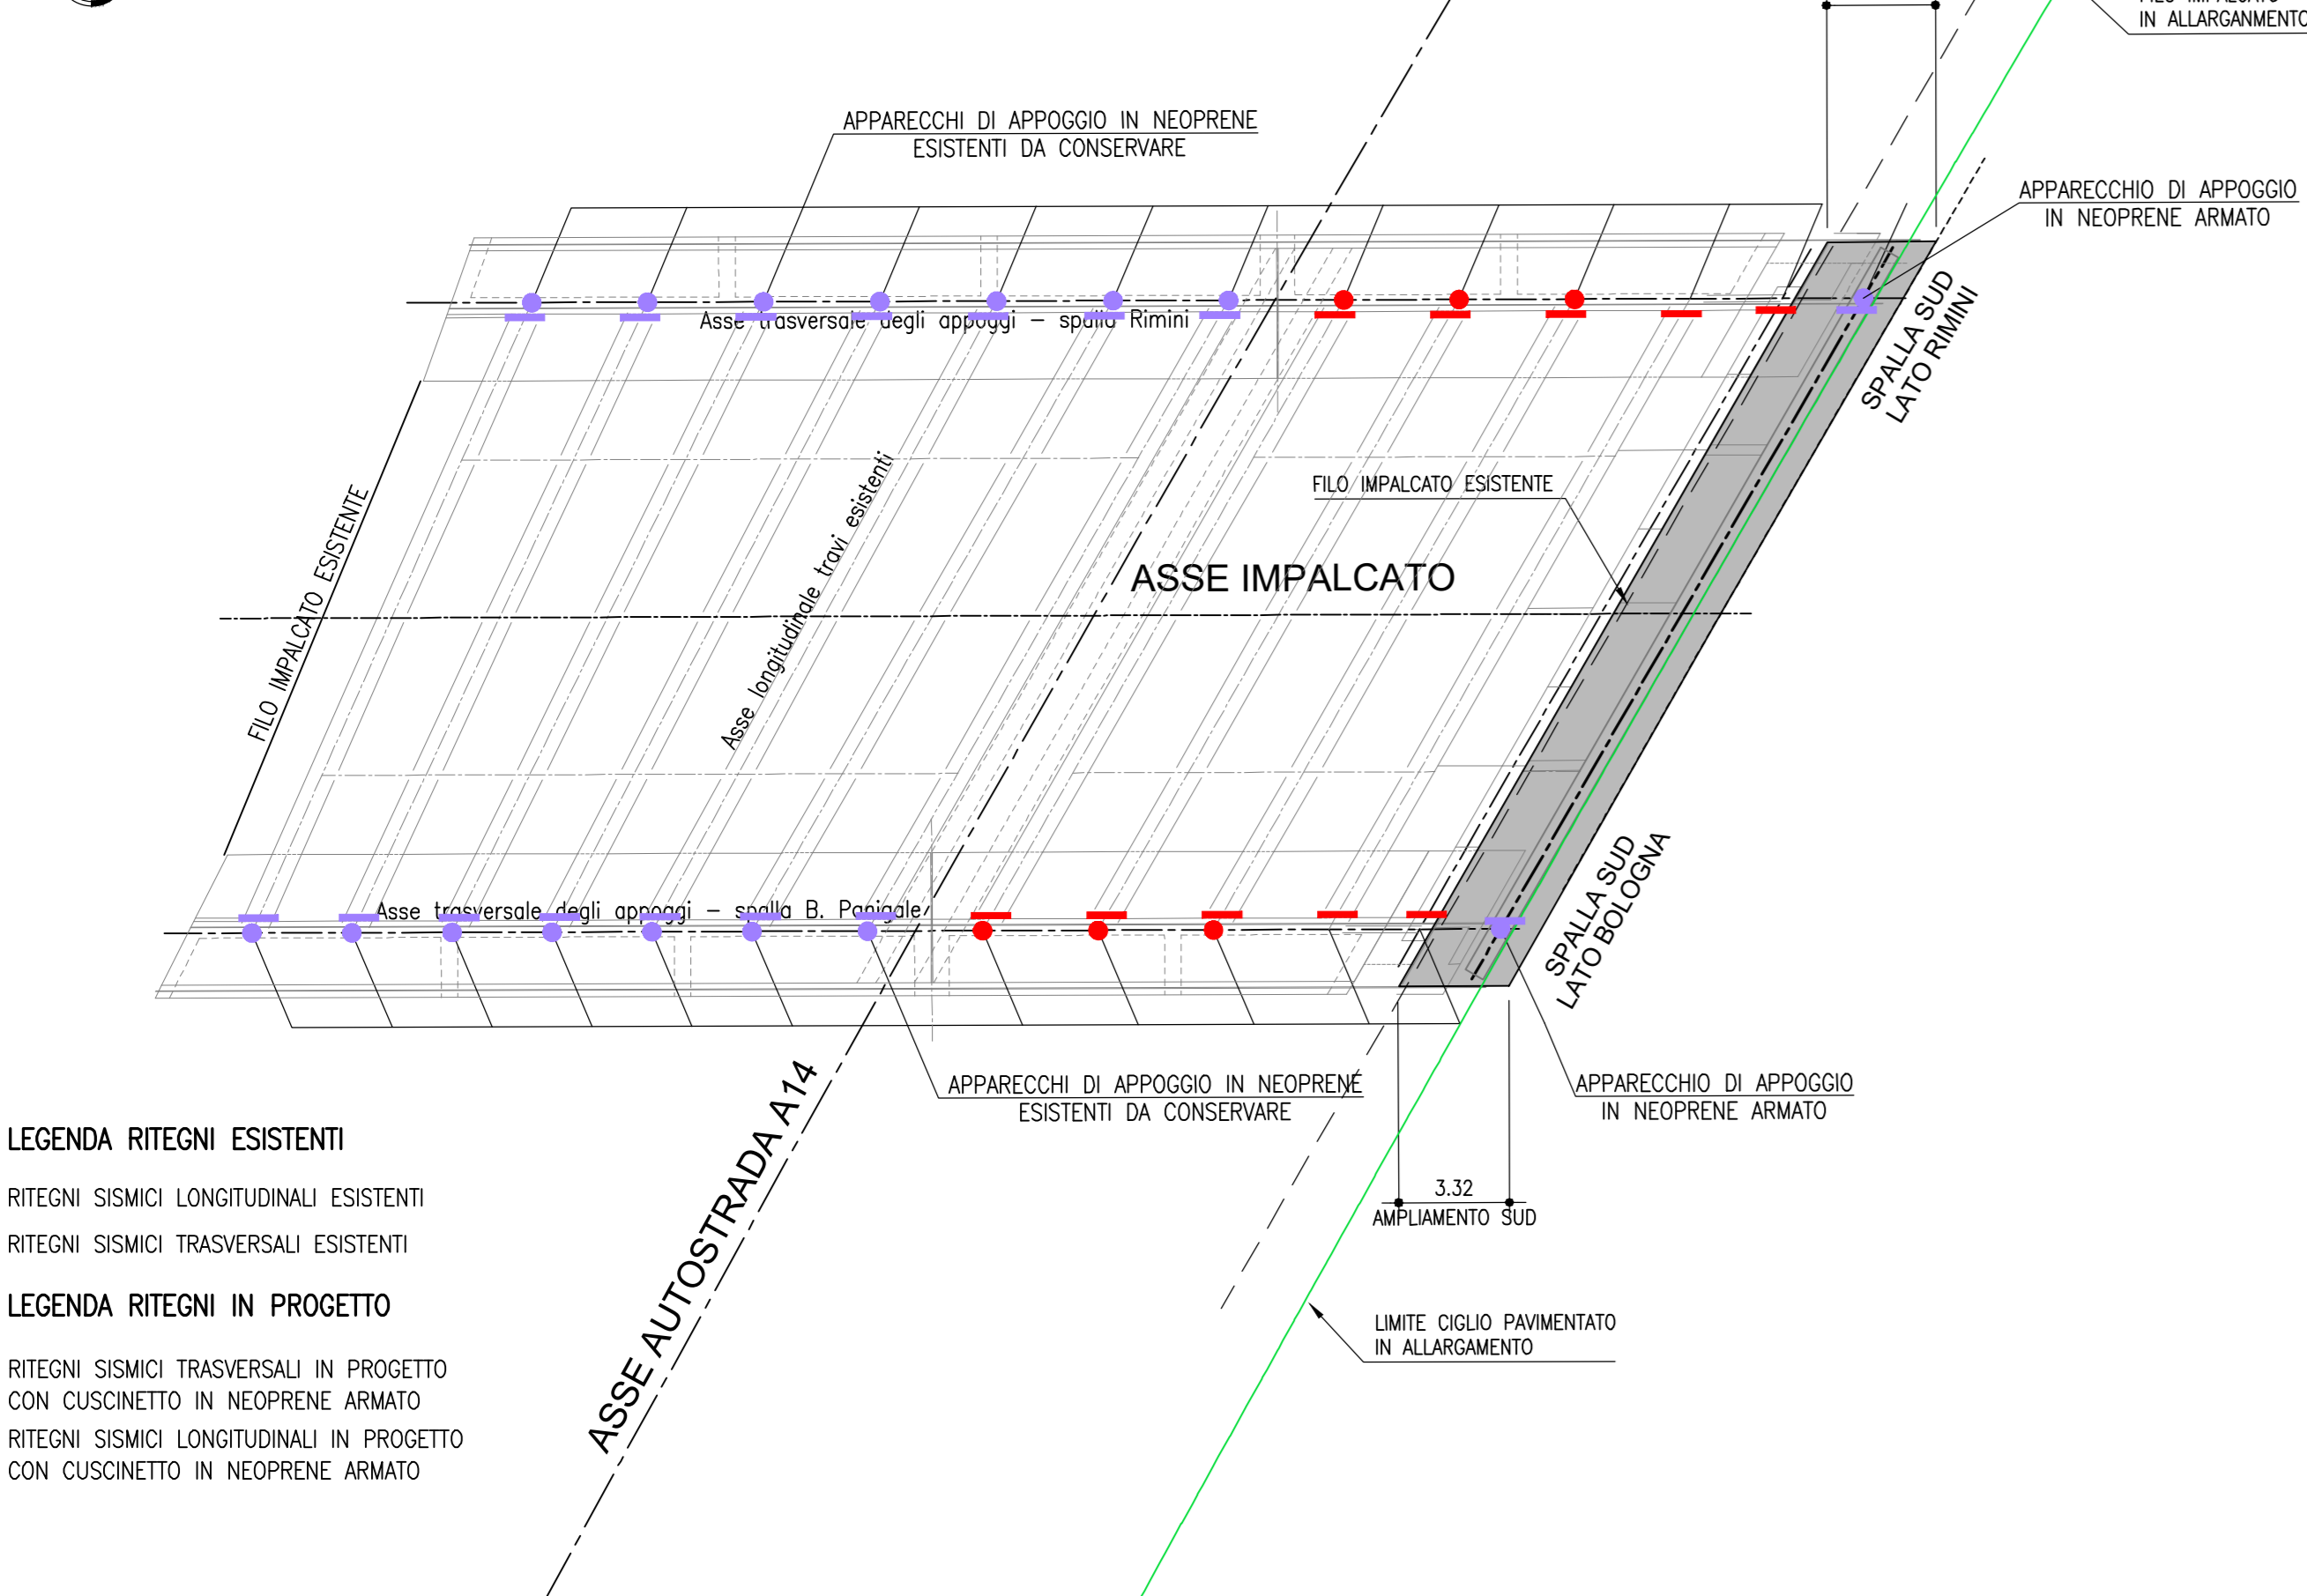 IN ALLARGANMENTO
APPARECCHI DI APPOGGIO IN NEOPRENE
ESISTENTI DA CONSERVARE
APPARECCHIO DI APPOGGIO
IN NEOPRENE ARMATO
Asse trasversale degli appoggi – spalla Rimini
SPALLA SUD
LATO RIMINI
FILO IMPALCATO ESISTENTE
FILO IMPALCATO ESISTENTE
Asse longitudinale travi esistenti
ASSE IMPALCATO
SPALLA SUD
LATO BOLOGNA
Asse trasversale degli appoggi – spalla B. Panigale
APPARECCHI DI APPOGGIO IN NEOPRENE
ESISTENTI DA CONSERVARE
APPARECCHIO DI APPOGGIO
IN NEOPRENE ARMATO
ASSE AUTOSTRADA A14
3.32
AMPLIAMENTO SUD
LIMITE CIGLIO PAVIMENTATO
IN ALLARGAMENTO
LEGENDA RITEGNI ESISTENTI
RITEGNI SISMICI LONGITUDINALI ESISTENTI
RITEGNI SISMICI TRASVERSALI ESISTENTI
LEGENDA RITEGNI IN PROGETTO
RITEGNI SISMICI TRASVERSALI IN PROGETTO
CON CUSCINETTO IN NEOPRENE ARMATO
RITEGNI SISMICI LONGITUDINALI IN PROGETTO
CON CUSCINETTO IN NEOPRENE ARMATO